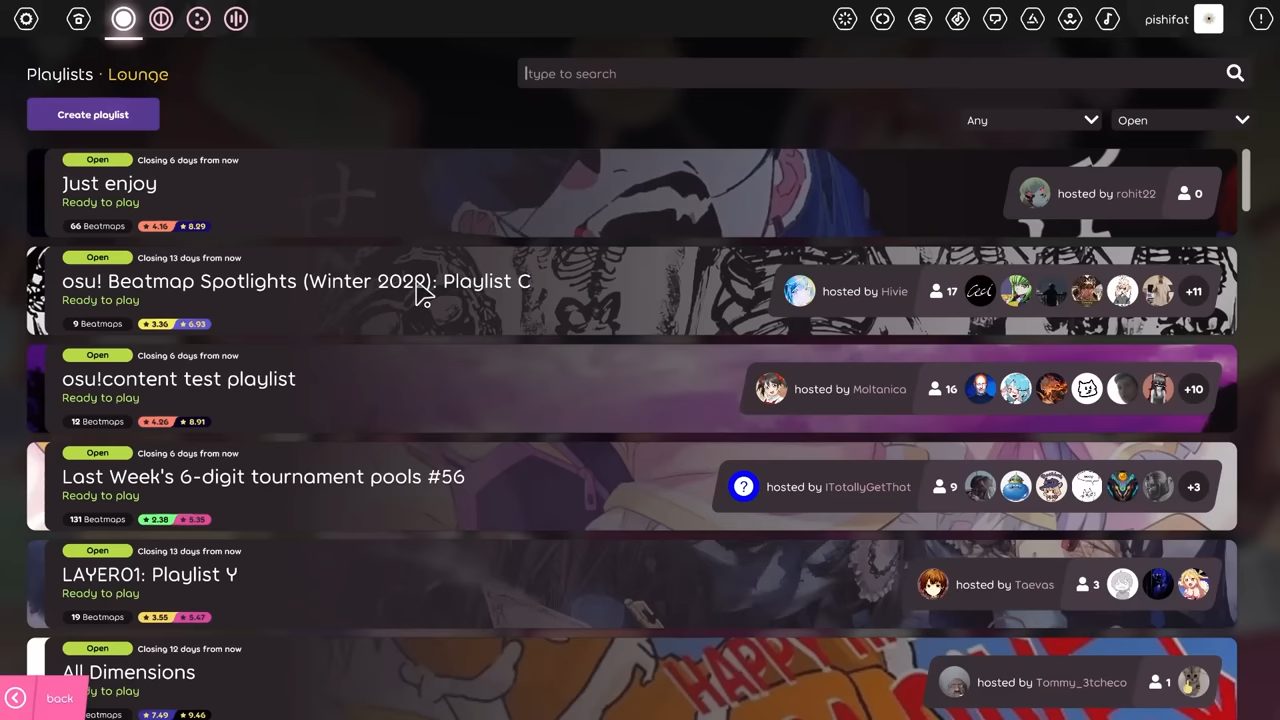 pishifat
Playlists · Lounge
type to search
Create playlist
Any
Open
Open
Closing 6 days from now
Just enjoy
Ready to play
66 Beatmaps
4.16
8.29
hosted by rohit22
0
Open
Closing 13 days from now
osu! Beatmap Spotlights (Winter 2022): Playlist C
Ready to play
9 Beatmaps
3.36
6.93
hosted by Hivie
17
+11
Open
Closing 6 days from now
osu!content test playlist
Ready to play
12 Beatmaps
4.26
8.91
hosted by Moltanica
16
+10
Open
Closing 6 days from now
Last Week's 6-digit tournament pools #56
Ready to play
131 Beatmaps
2.38
5.35
hosted by ITotallyGetThat
9
+3
Open
Closing 13 days from now
LAYER01: Playlist Y
Ready to play
19 Beatmaps
3.55
5.47
hosted by Taevas
3
Open
Closing 12 days from now
All Dimensions
dy to play
eatmaps
7.49
9.46
hosted by Tommy_3tcheco
1
back